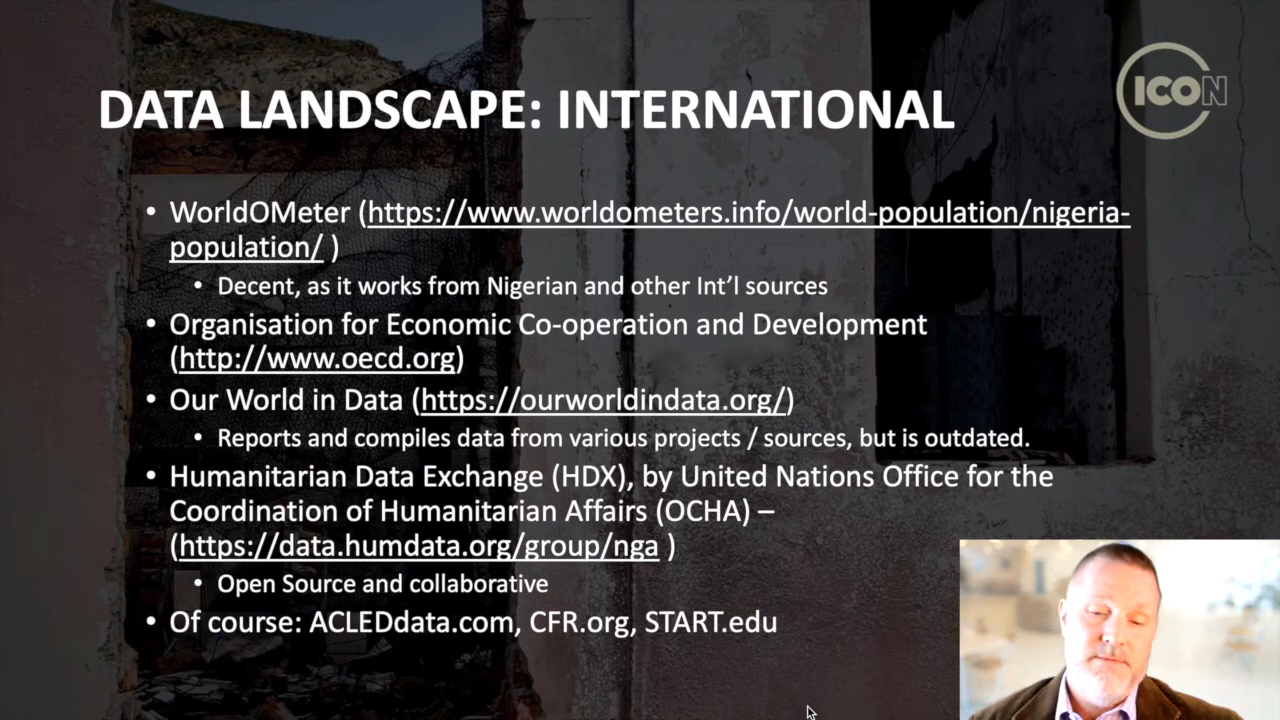 DATA LANDSCAPE: INTERNATIONAL
ICON
• WorldOMeter (https://www.worldometers.info/world-population/nigeria-
population/ )
• Decent, as it works from Nigerian and other Int’l sources
• Organisation for Economic Co-operation and Development
(http://www.oecd.org)
• Our World in Data (https://ourworldindata.org/)
• Reports and compiles data from various projects / sources, but is outdated.
• Humanitarian Data Exchange (HDX), by United Nations Office for the
Coordination of Humanitarian Affairs (OCHA) –
(https://data.humdata.org/group/nga )
• Open Source and collaborative
• Of course: ACLEDdata.com, CFR.org, START.edu